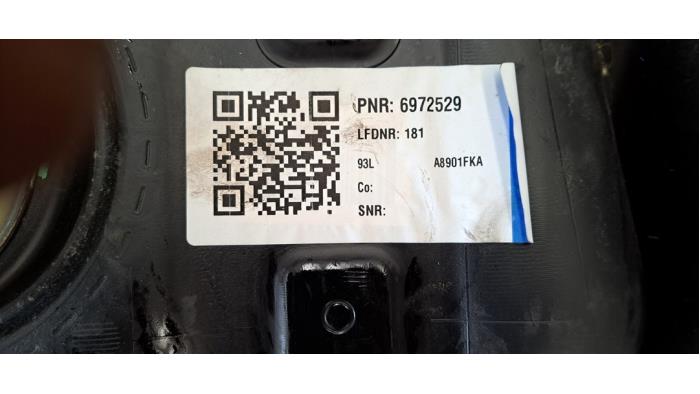 PNR: 6972529
LFDNR: 181
93L A8901FKA
Co:
SNR: